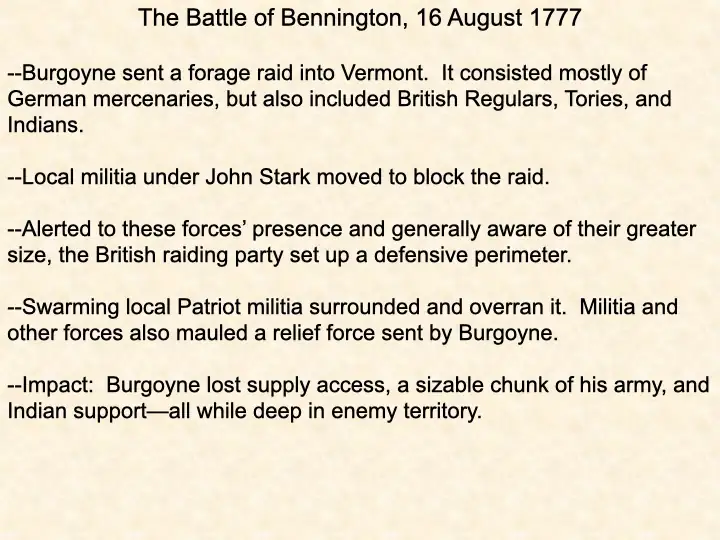 The Battle of Bennington, 16 August 1777
--Burgoyne sent a forage raid into Vermont.  It consisted mostly of
German mercenaries, but also included British Regulars, Tories, and
Indians.
--Local militia under John Stark moved to block the raid.
--Alerted to these forces’ presence and generally aware of their greater
size, the British raiding party set up a defensive perimeter.
--Swarming local Patriot militia surrounded and overran it.  Militia and
other forces also mauled a relief force sent by Burgoyne.
--Impact:  Burgoyne lost supply access, a sizable chunk of his army, and
Indian support—all while deep in enemy territory.